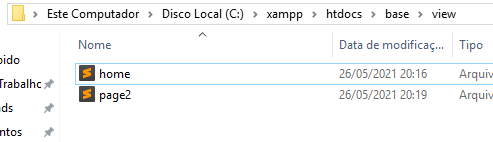 Este Computador > Disco Local (C:) > xampp > htdocs > base > view
Nome Data de modificaç... Tipo
pido
home 26/05/2021 20:16 Arquiv
Trabalhc
page2 26/05/2021 20:19 Arquiv
ds
ntos